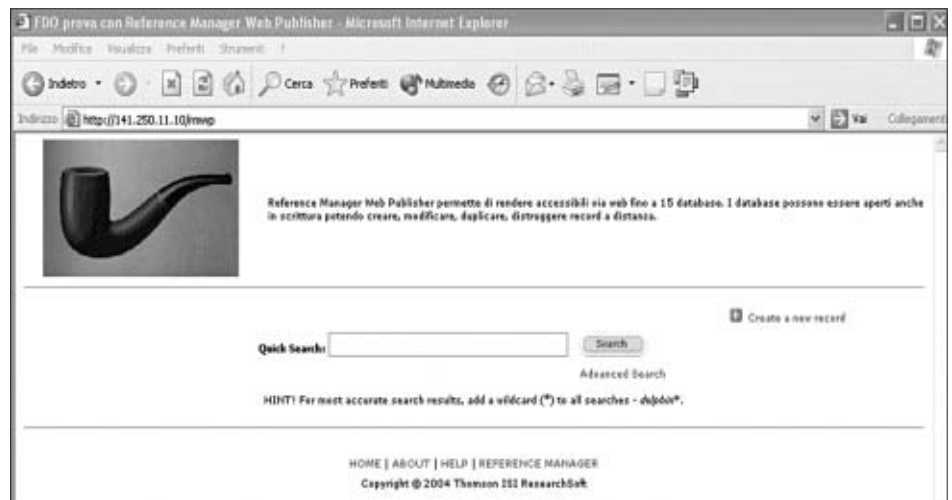 FDO prova con Reference Manager Web Publisher - Microsoft Internet Explorer
File Modifica Visualizza Preferiti Strumenti ?
Indietro Cerca Preferiti Multimedia
Indirizzo http://141.250.11.10/rmwp Vai Collegamenti
Reference Manager Web Publisher permette di rendere accessibili via web fino a 15 database. I database possono essere aperti anche
in scrittura potendo creare, modificare, duplicare, distruggere record a distanza.
Create a new record
Quick Search: Search
Advanced Search
HINT! For most accurate search results, add a wildcard (*) to all searches - dolphin*.
HOME | ABOUT | HELP | REFERENCE MANAGER
Copyright © 2004 Thomson ISI ResearchSoft